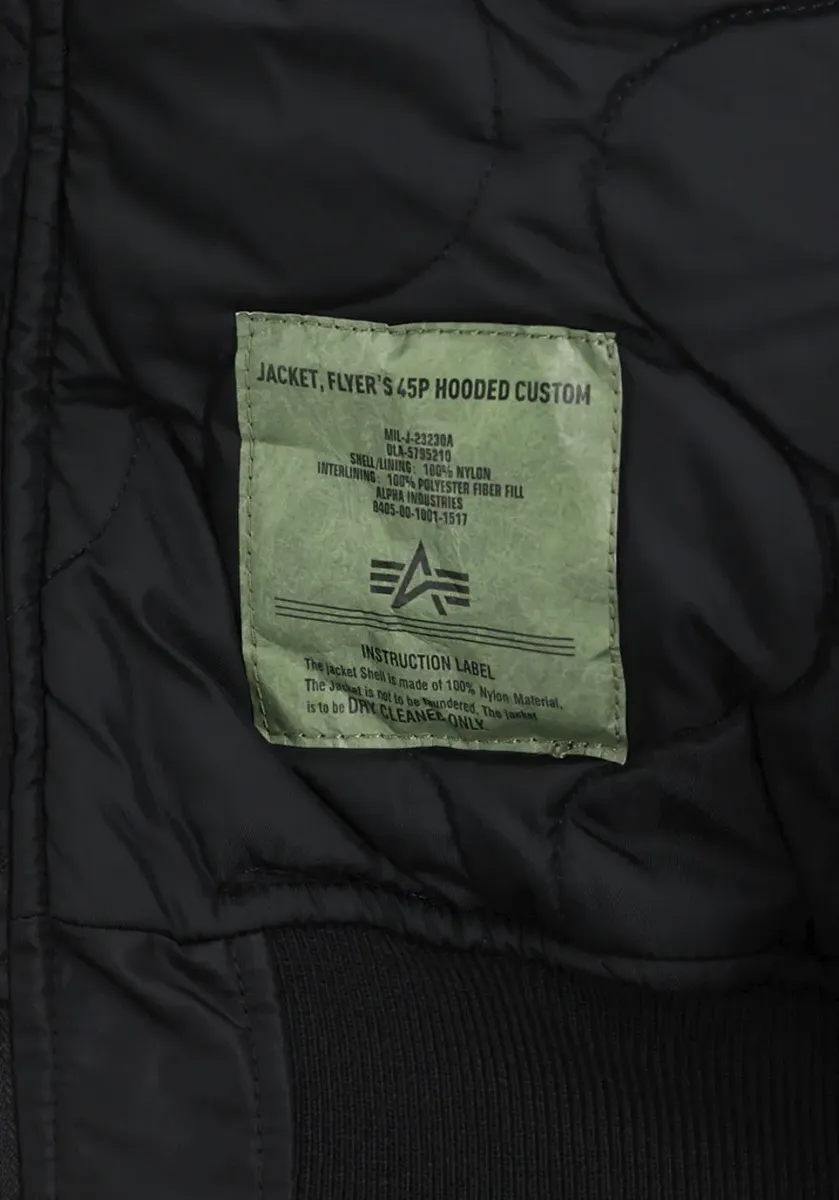 JACKET, FLYER'S 45P HOODED CUSTOM
MIL-J-23230A
DLA-5795210
SHELL/LINING: 100% NYLON
INTERLINING: 100% POLYESTER FIBER FILL
ALPHA INDUSTRIES
8405-00-1001-1517
INSTRUCTION LABEL
The jacket Shell is made of 100% Nylon Material.
The Jacket is not to be laundered, The jacket
is to be DRY CLEANED ONLY.